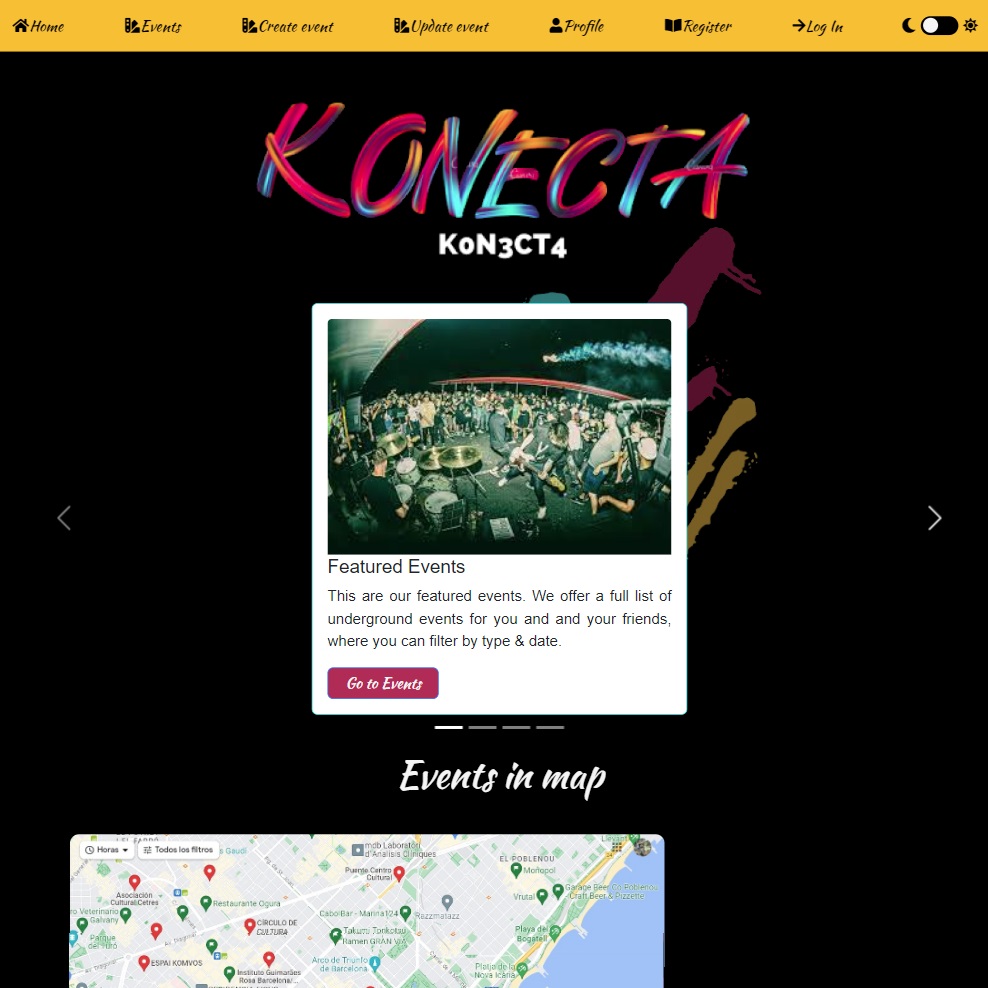 Home Events Create event Update event Profile Register Log In
KONECTA
K0N3CT4
Featured Events
This are our featured events. We offer a full list of
underground events for you and and your friends,
where you can filter by type & date.
Go to Events
Events in map
Horas Todos los filtros
Gaudí
mdb Laboratori
d'Anàlisis Clíniques
EL POBLENOU
Puente Centro
Cultural
Monopol
Asociación
Cultural Cetres
Restaurante Ogura
Vrutal
Garage Beer Co Poblenou
Craft Beer & Pizzette
ro Veterinario
Galvany
CÍRCULO DE
CULTURA
CaboBar - Marina124
Razzmatazz
Parque
Av. Diagonal
Takumi Tonkotsu
Ramen GRAN VIA
Playa del
Bogatell
ESPAI KOMVOS
Instituto Guimarães
Rosa Barcelona/...
Arco de Triunfo
de Barcelona
Platja de la
Nova Icària